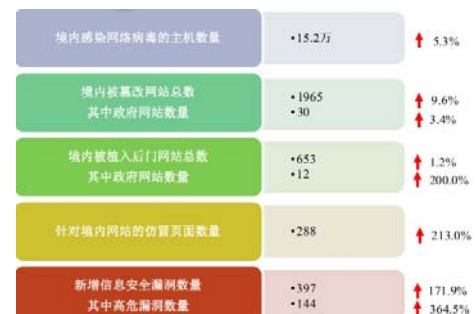 境内感染网络病毒的主机数量 •15.2万 5.3%
境内被篡改网站总数 •1965 9.6%
其中政府网站数量 •30 3.4%
境内被植入后门网站总数 •653 1.2%
其中政府网站数量 •12 200.0%
针对境内网站的仿冒页面数量 •288 213.0%
新增信息安全漏洞数量 •397 171.9%
其中高危漏洞数量 •144 364.5%